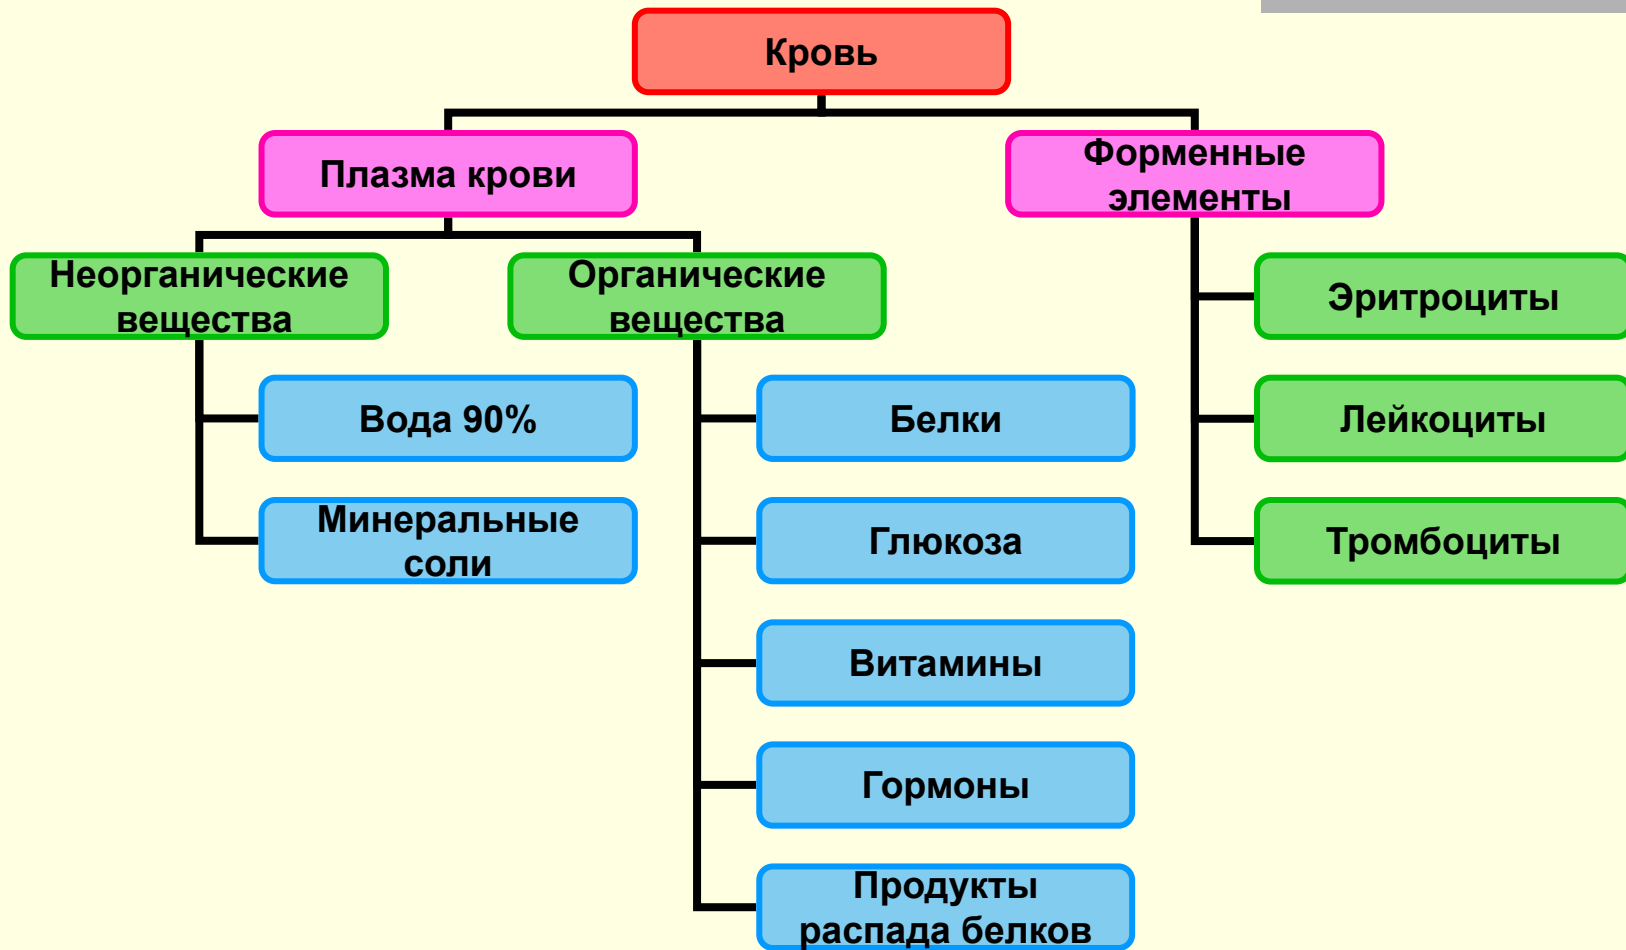 Кровь
Плазма крови
Форменные
элементы
Неорганические
вещества
Органические
вещества
Эритроциты
Вода 90%
Белки
Лейкоциты
Минеральные
соли
Глюкоза
Тромбоциты
Витамины
Гормоны
Продукты
распада белков